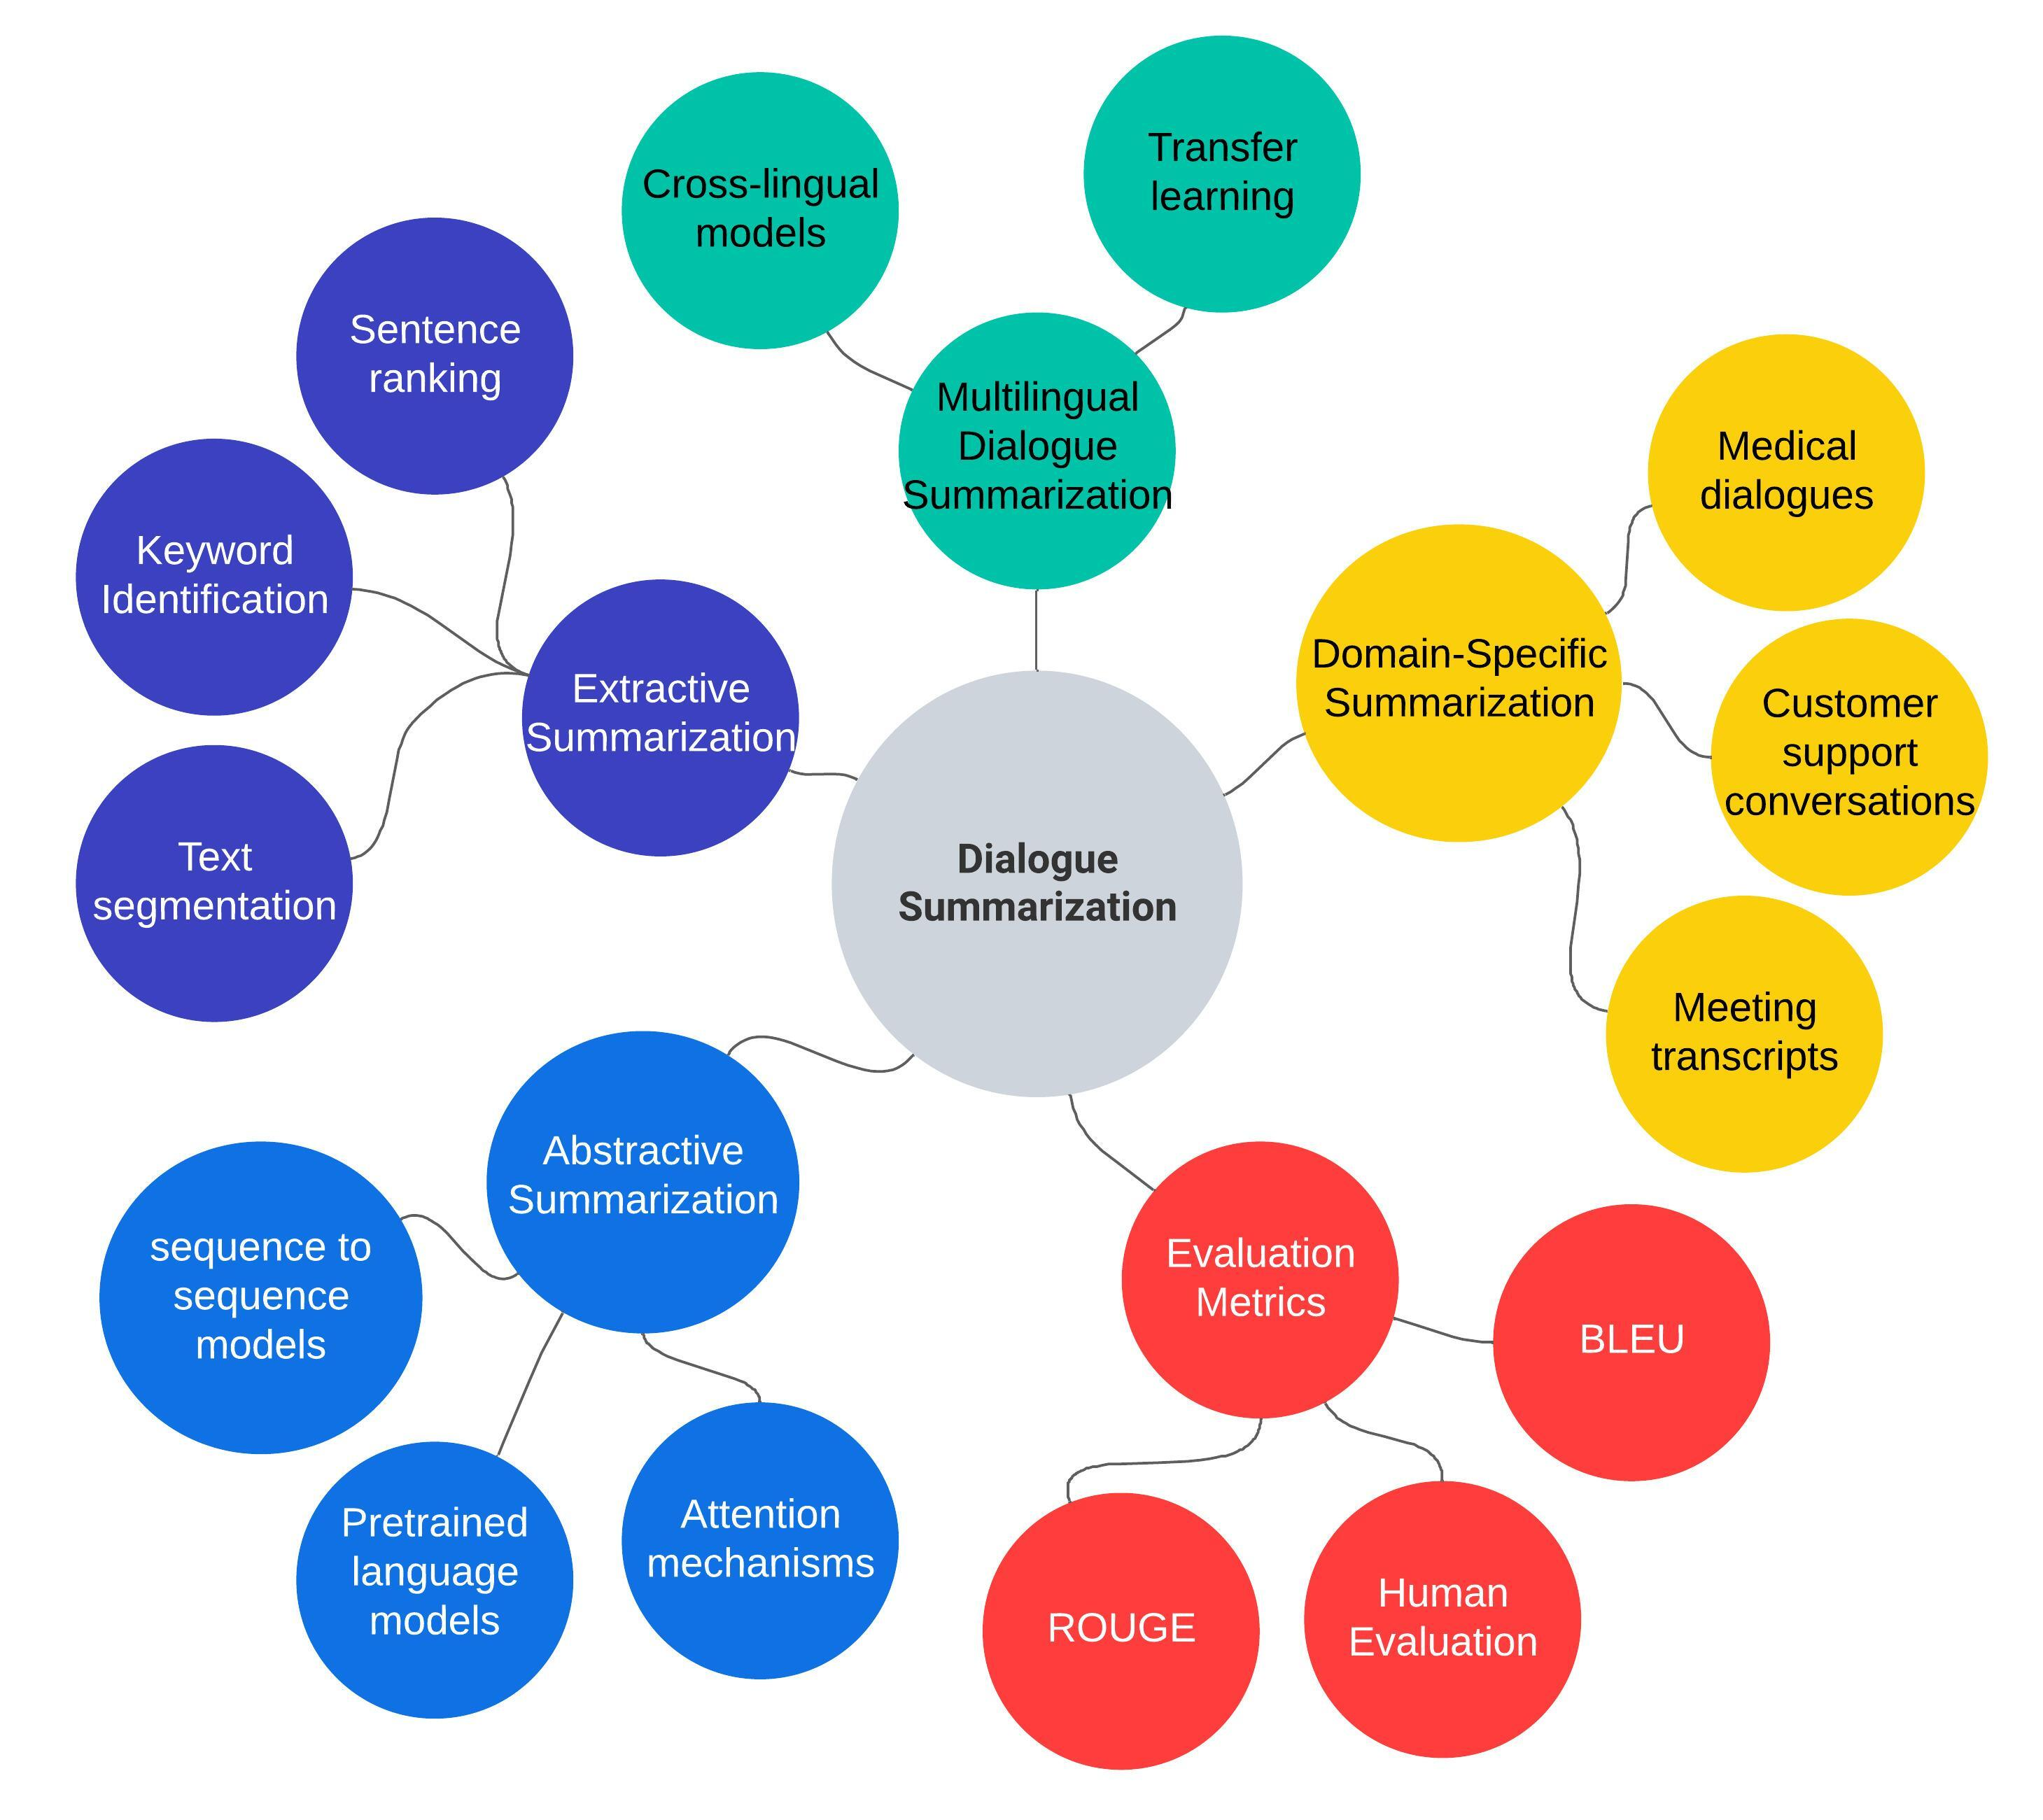 Transfer
learning
Cross-lingual
models
Sentence
ranking
Multilingual
Dialogue
Summarization
Medical
dialogues
Keyword
Identification
Domain-Specific
Summarization
Extractive
Summarization
Customer
support
conversations
Text
segmentation
Dialogue
Summarization
Meeting
transcripts
Abstractive
Summarization
sequence to
sequence
models
Evaluation
Metrics
BLEU
Pretrained
language
models
Attention
mechanisms
ROUGE
Human
Evaluation